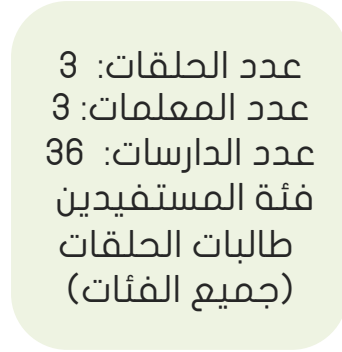 عدد الحلقات: 3
عدد المعلمات: 3
عدد الدارسات: 36
فئة المستفيدين
طالبات الحلقات
(جميع الفئات)